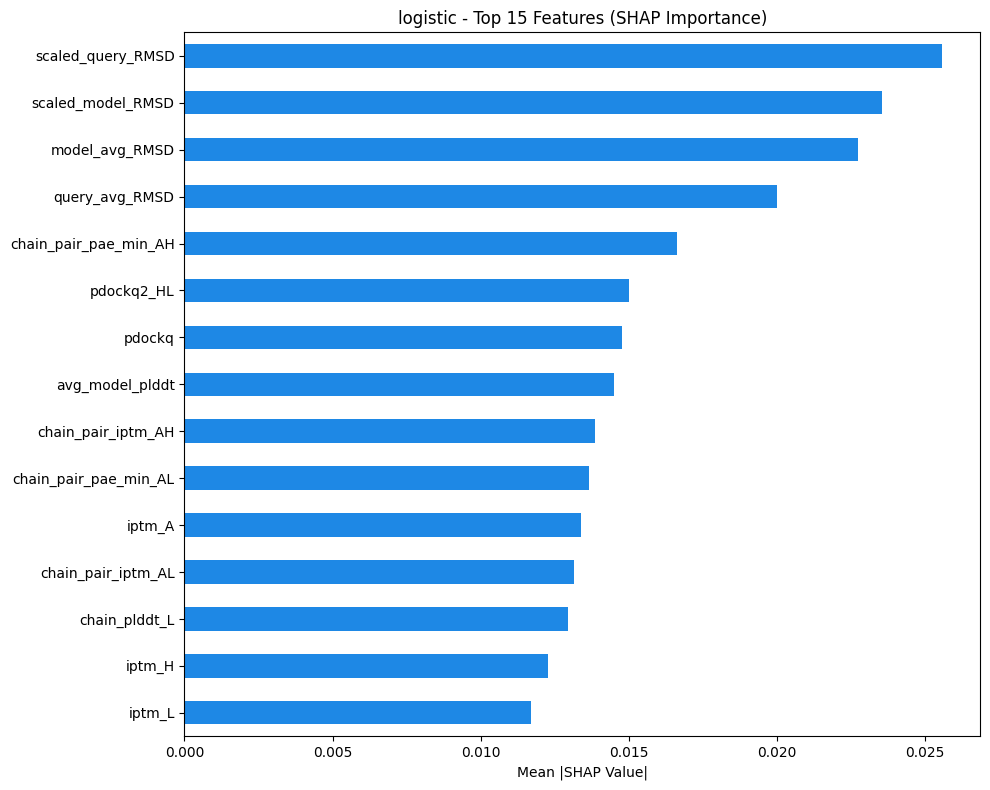 logistic - Top 15 Features (SHAP Importance)
scaled_query_RMSD
scaled_model_RMSD
model_avg_RMSD
query_avg_RMSD
chain_pair_pae_min_AH
pdockq2_HL
pdockq
avg_model_plddt
chain_pair_iptm_AH
chain_pair_pae_min_AL
iptm_A
chain_pair_iptm_AL
chain_plddt_L
iptm_H
iptm_L
0.000 0.005 0.010 0.015 0.020 0.025
Mean |SHAP Value|